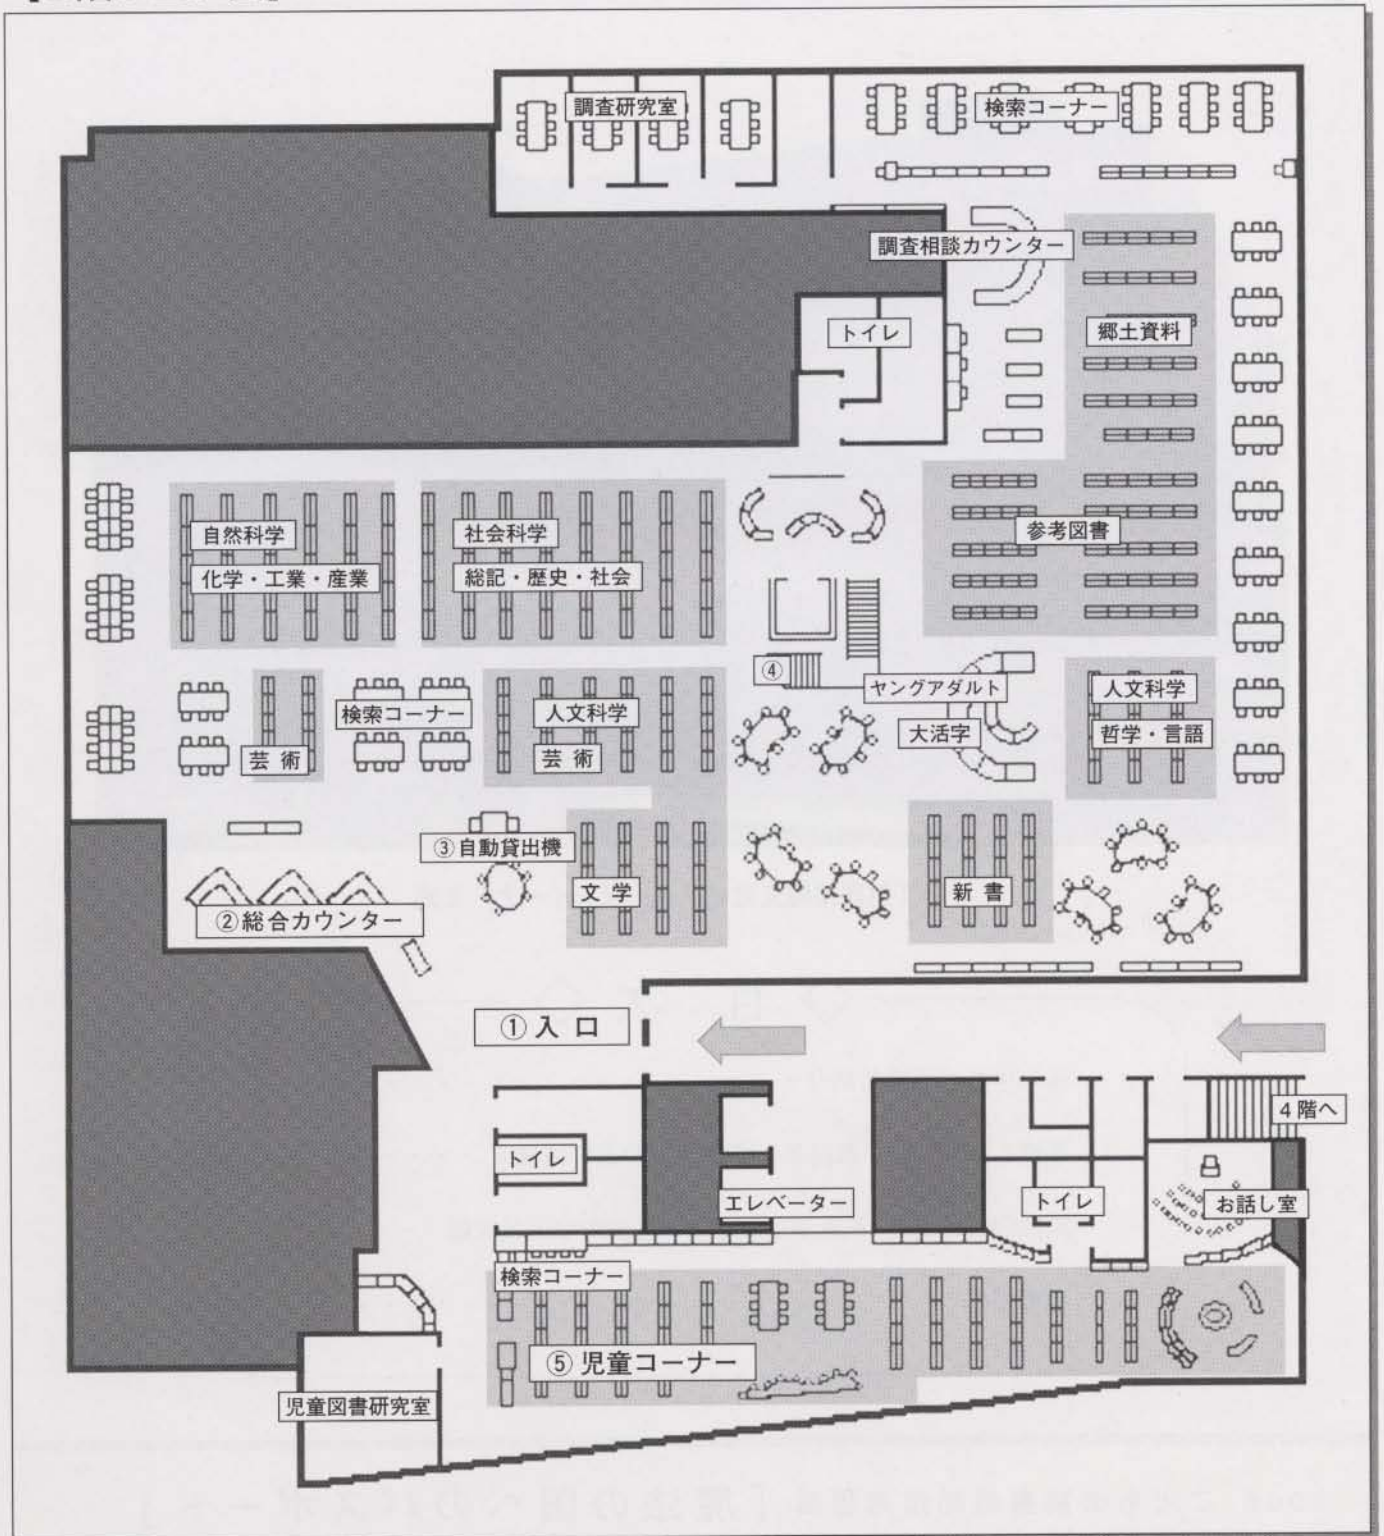 調査研究室
検索コーナー
調査相談カウンター
トイレ
郷土資料
自然科学
化学・工業・産業
社会科学
総記・歴史・社会
参考図書
④
ヤングアダルト
大活字
検索コーナー
芸術
人文科学
芸術
人文科学
哲学・言語
③自動貸出機
②総合カウンター
文学
新書
①入口
4階へ
トイレ
エレベーター
トイレ
お話し室
検索コーナー
⑤児童コーナー
児童図書研究室